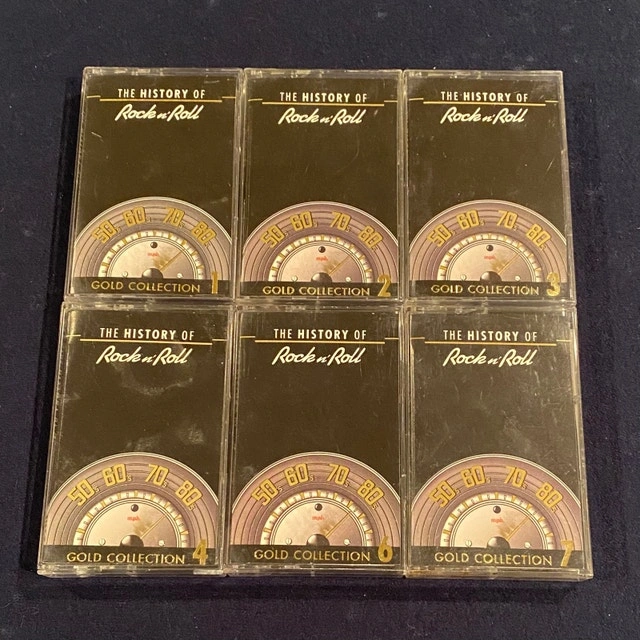 THE HISTORY OF
Rock n' Roll
50s 60s 70s 80s
GOLD COLLECTION 1
THE HISTORY OF
Rock n' Roll
50s 60s 70s 80s
GOLD COLLECTION 2
THE HISTORY OF
Rock n' Roll
50s 60s 70s 80s
GOLD COLLECTION 3
THE HISTORY OF
Rock n' Roll
50s 60s 70s 80s
GOLD COLLECTION 4
THE HISTORY OF
Rock n' Roll
50s 60s 70s 80s
GOLD COLLECTION 6
THE HISTORY OF
Rock n' Roll
50s 60s 70s 80s
GOLD COLLECTION 7